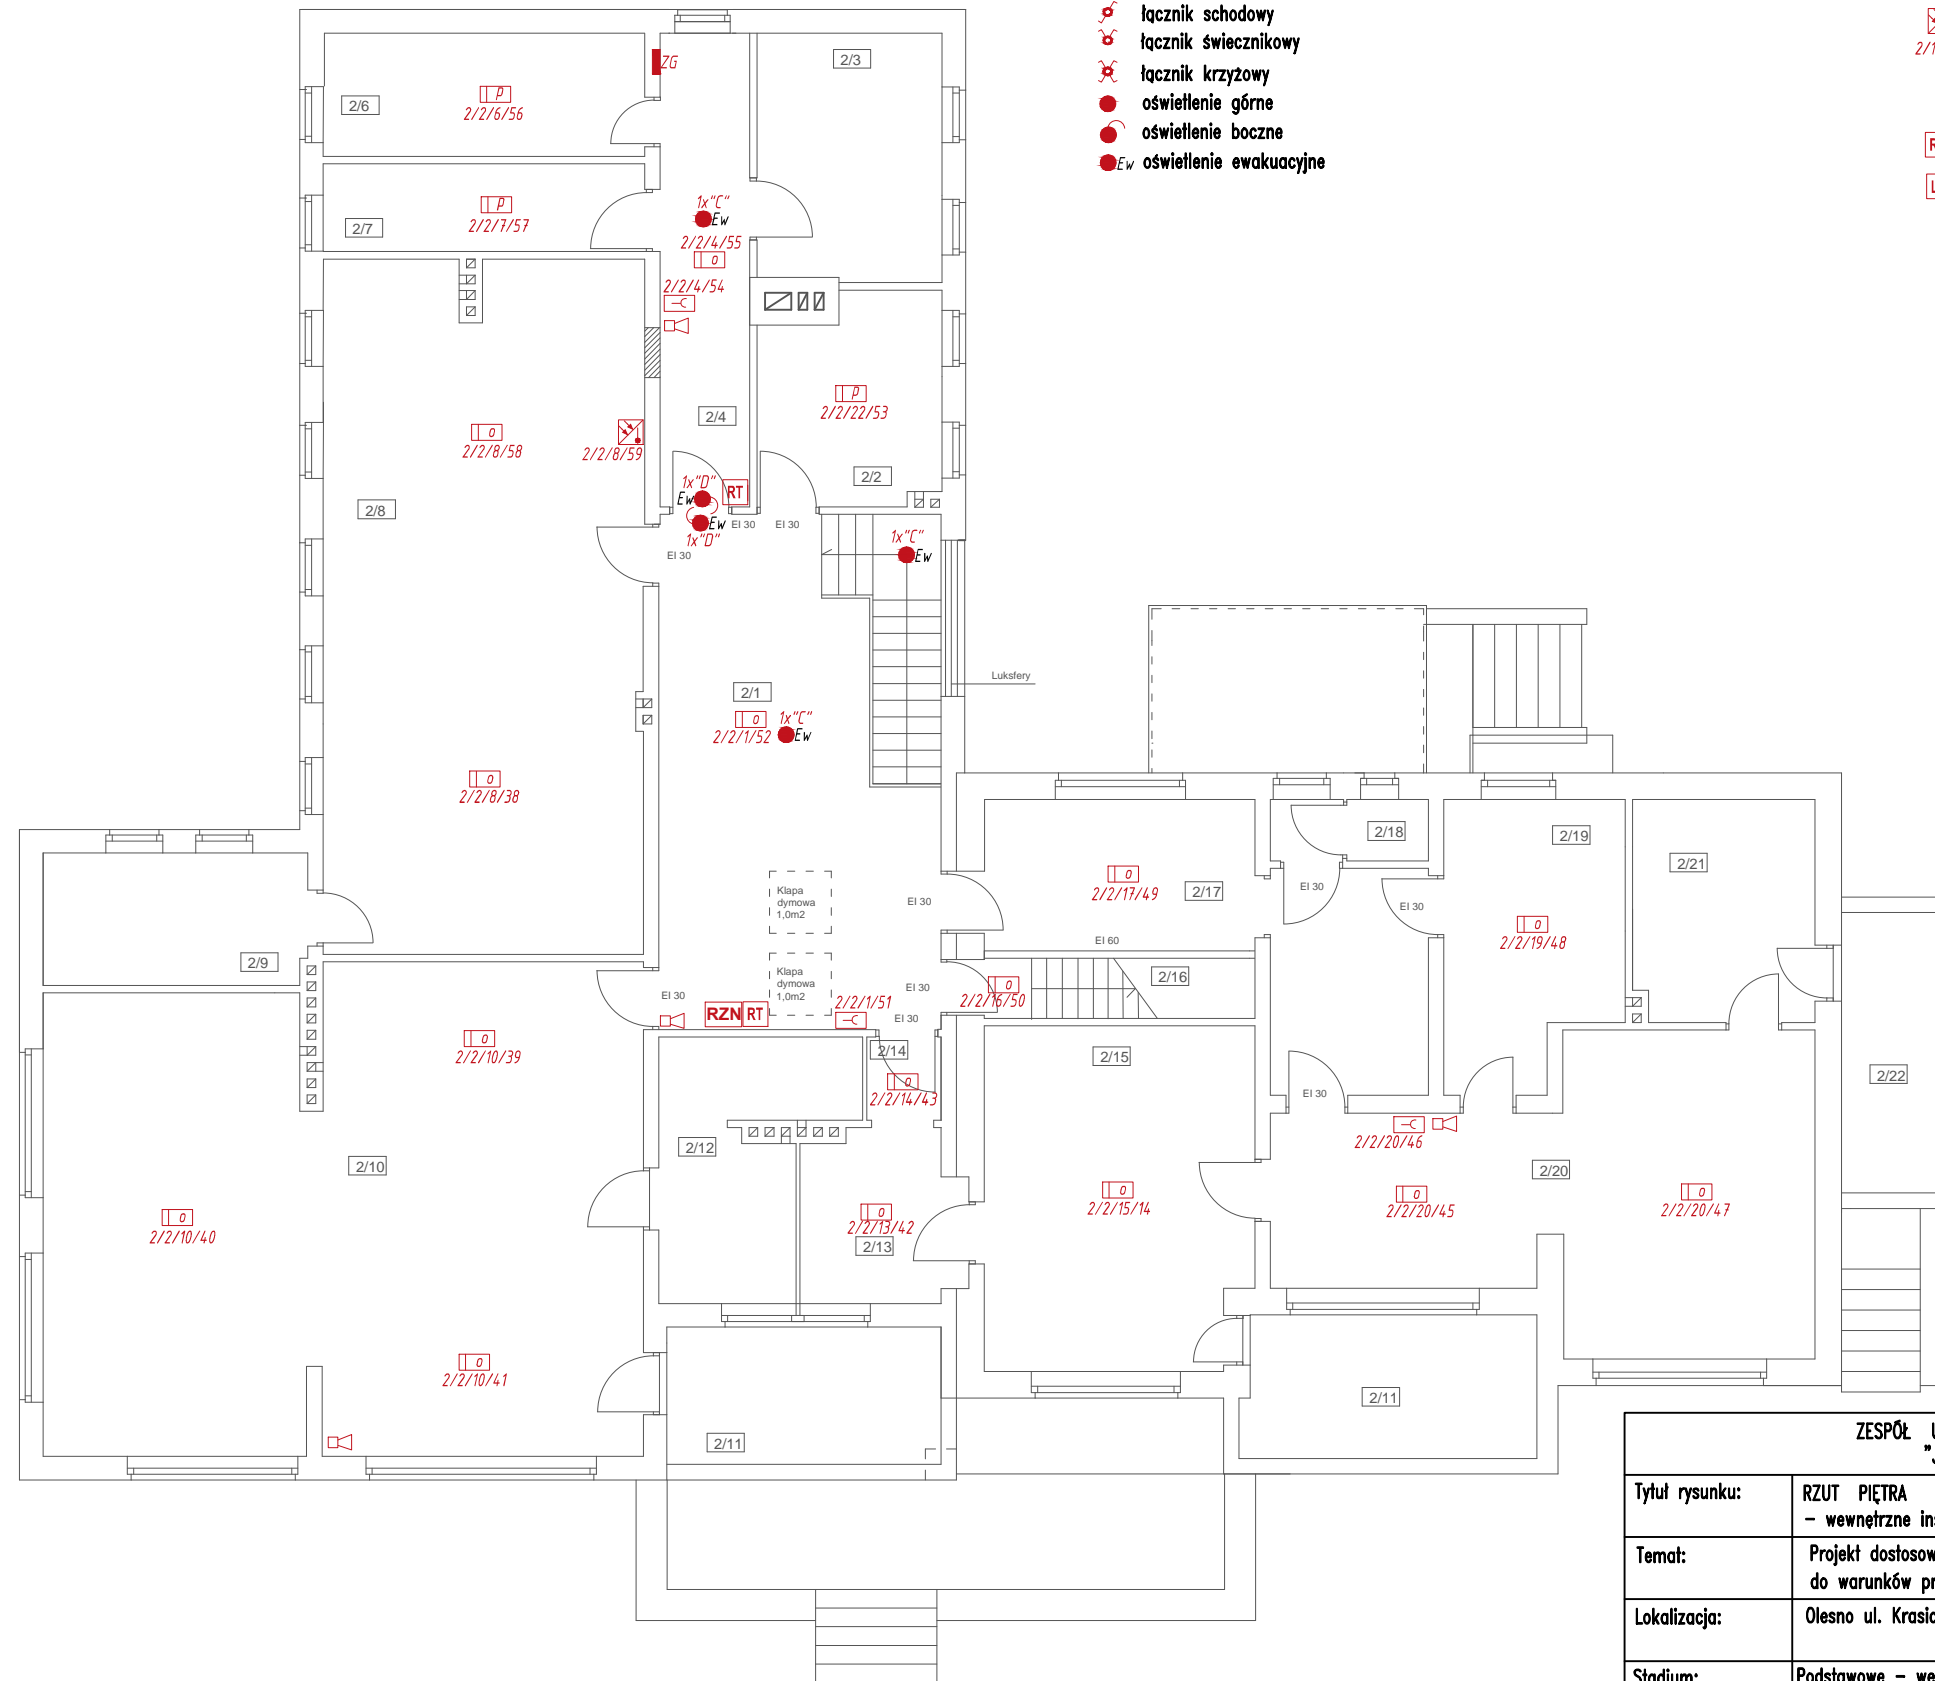 łącznik schodowy
łącznik świecznikowy
łącznik krzyżowy
oświetlenie górne
oświetlenie boczne
Ew oświetlenie ewakuacyjne
ZG
2/3
2/6
P
2/2/6/56
P
2/2/7/57
2/7
1x"C"
Ew
2/2/4/55
o
2/2/4/54
2/4
P
2/2/22/53
2/2
o
2/2/8/58
2/2/8/59
2/8
1x"D"
Ew
RT
Ew
1x"D"
EI 30
EI 30
EI 30
1x"C"
Ew
Luksfery
2/1
o
1x"C"
2/2/1/52
Ew
o
2/2/8/38
2/9
Klapa
dymowa
1,0m2
EI 30
Klapa
dymowa
1,0m2
EI 30
EI 30
EI 30
RZN
RT
2/2/1/51
o
2/2/17/49
2/17
EI 60
2/18
EI 30
EI 30
2/19
o
2/2/19/48
2/21
o
2/2/16/50
2/16
2/14
o
2/2/14/43
2/15
EI 30
2/22
o
2/2/10/39
2/10
2/12
2/2/20/46
2/20
o
2/2/10/40
o
2/2/13/42
2/13
o
2/2/15/14
o
2/2/20/45
o
2/2/20/47
o
2/2/10/41
2/11
2/11
ZESPÓŁ
Tytuł rysunku:
RZUT PIĘTRA
– wewnętrzne
Temat:
Projekt
do warunków
Lokalizacja:
Olesno ul.
Stadium:
Podstawowe –